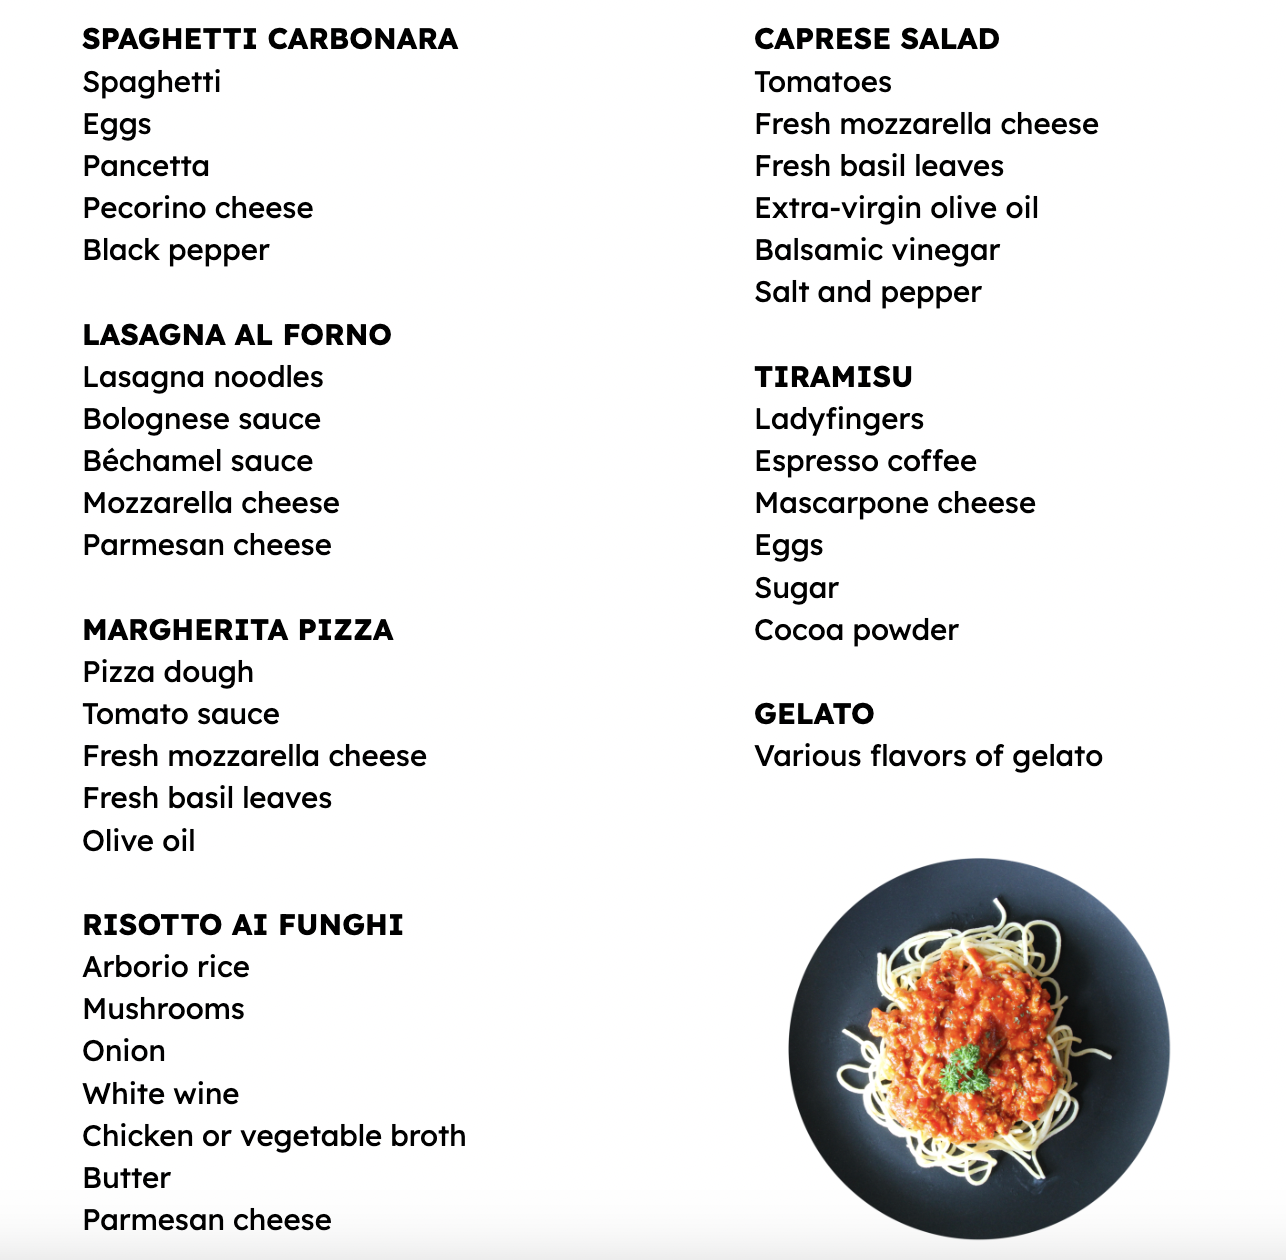 SPAGHETTI CARBONARA
Spaghetti
Eggs
Pancetta
Pecorino cheese
Black pepper
LASAGNA AL FORNO
Lasagna noodles
Bolognese sauce
Béchamel sauce
Mozzarella cheese
Parmesan cheese
MARGHERITA PIZZA
Pizza dough
Tomato sauce
Fresh mozzarella cheese
Fresh basil leaves
Olive oil
RISOTTO AI FUNGHI
Arborio rice
Mushrooms
Onion
White wine
Chicken or vegetable broth
Butter
Parmesan cheese
CAPRESE SALAD
Tomatoes
Fresh mozzarella cheese
Fresh basil leaves
Extra-virgin olive oil
Balsamic vinegar
Salt and pepper
TIRAMISU
Ladyfingers
Espresso coffee
Mascarpone cheese
Eggs
Sugar
Cocoa powder
GELATO
Various flavors of gelato